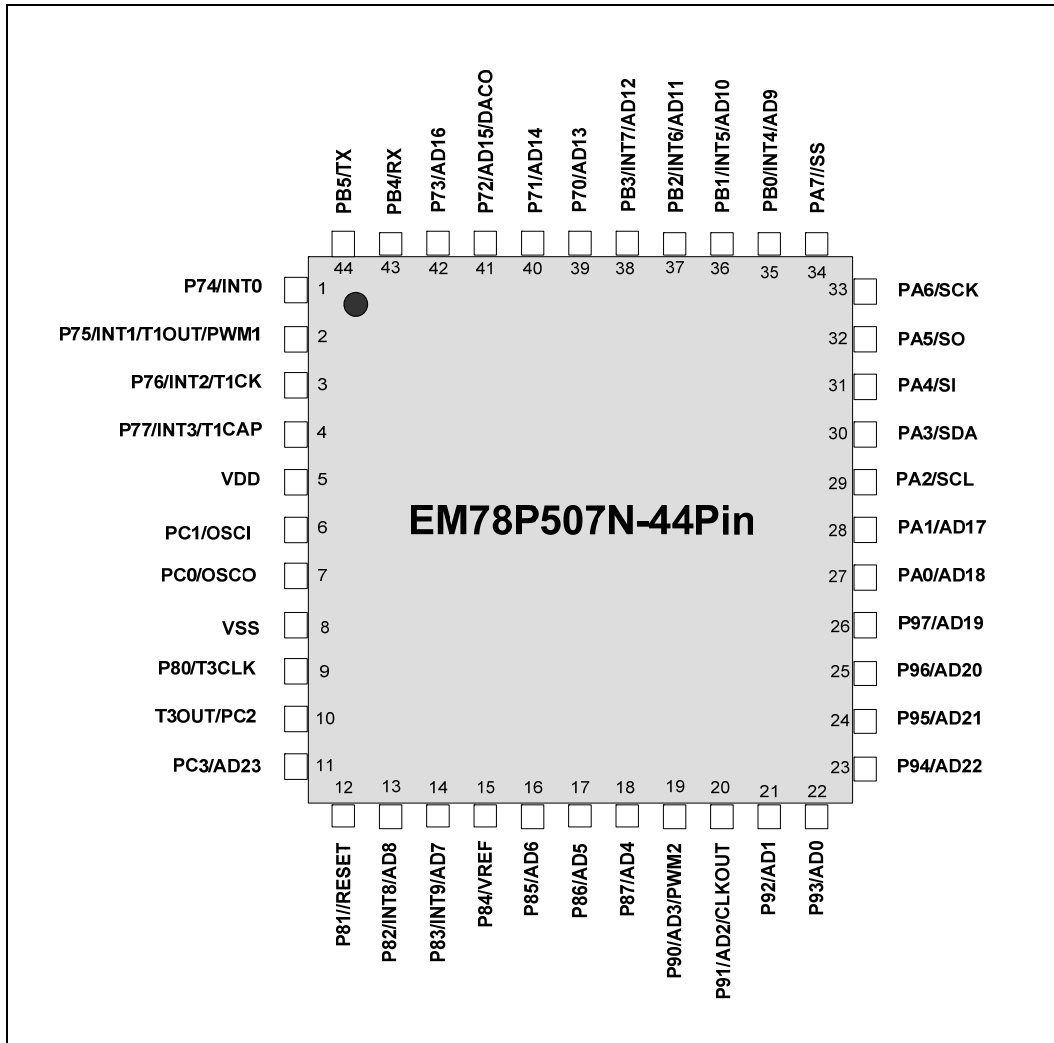 PB5/TX
PB4/RX
P73/AD16
P72/AD15/DACO
P71/AD14
P70/AD13
PB3/INT7/AD12
PB2/INT6/AD11
PB1/INT5/AD10
PB0/INT4/AD9
PA7//SS
44
43
42
41
40
39
38
37
36
35
34
P74/INT0
1
33
PA6/SCK
P75/INT1/T1OUT/PWM1
2
32
PA5/SO
P76/INT2/T1CK
3
31
PA4/SI
P77/INT3/T1CAP
4
30
PA3/SDA
VDD
5
29
PA2/SCL
EM78P507N-44Pin
PC1/OSCI
6
28
PA1/AD17
PC0/OSCO
7
27
PA0/AD18
VSS
8
26
P97/AD19
P80/T3CLK
9
25
P96/AD20
T3OUT/PC2
10
24
P95/AD21
PC3/AD23
11
23
P94/AD22
12
13
14
15
16
17
18
19
20
21
22
P81//RESET
P82/INT8/AD8
P83/INT9/AD7
P84/VREF
P85/AD6
P86/AD5
P87/AD4
P90/AD3/PWM2
P91/AD2/CLKOUT
P92/AD1
P93/AD0